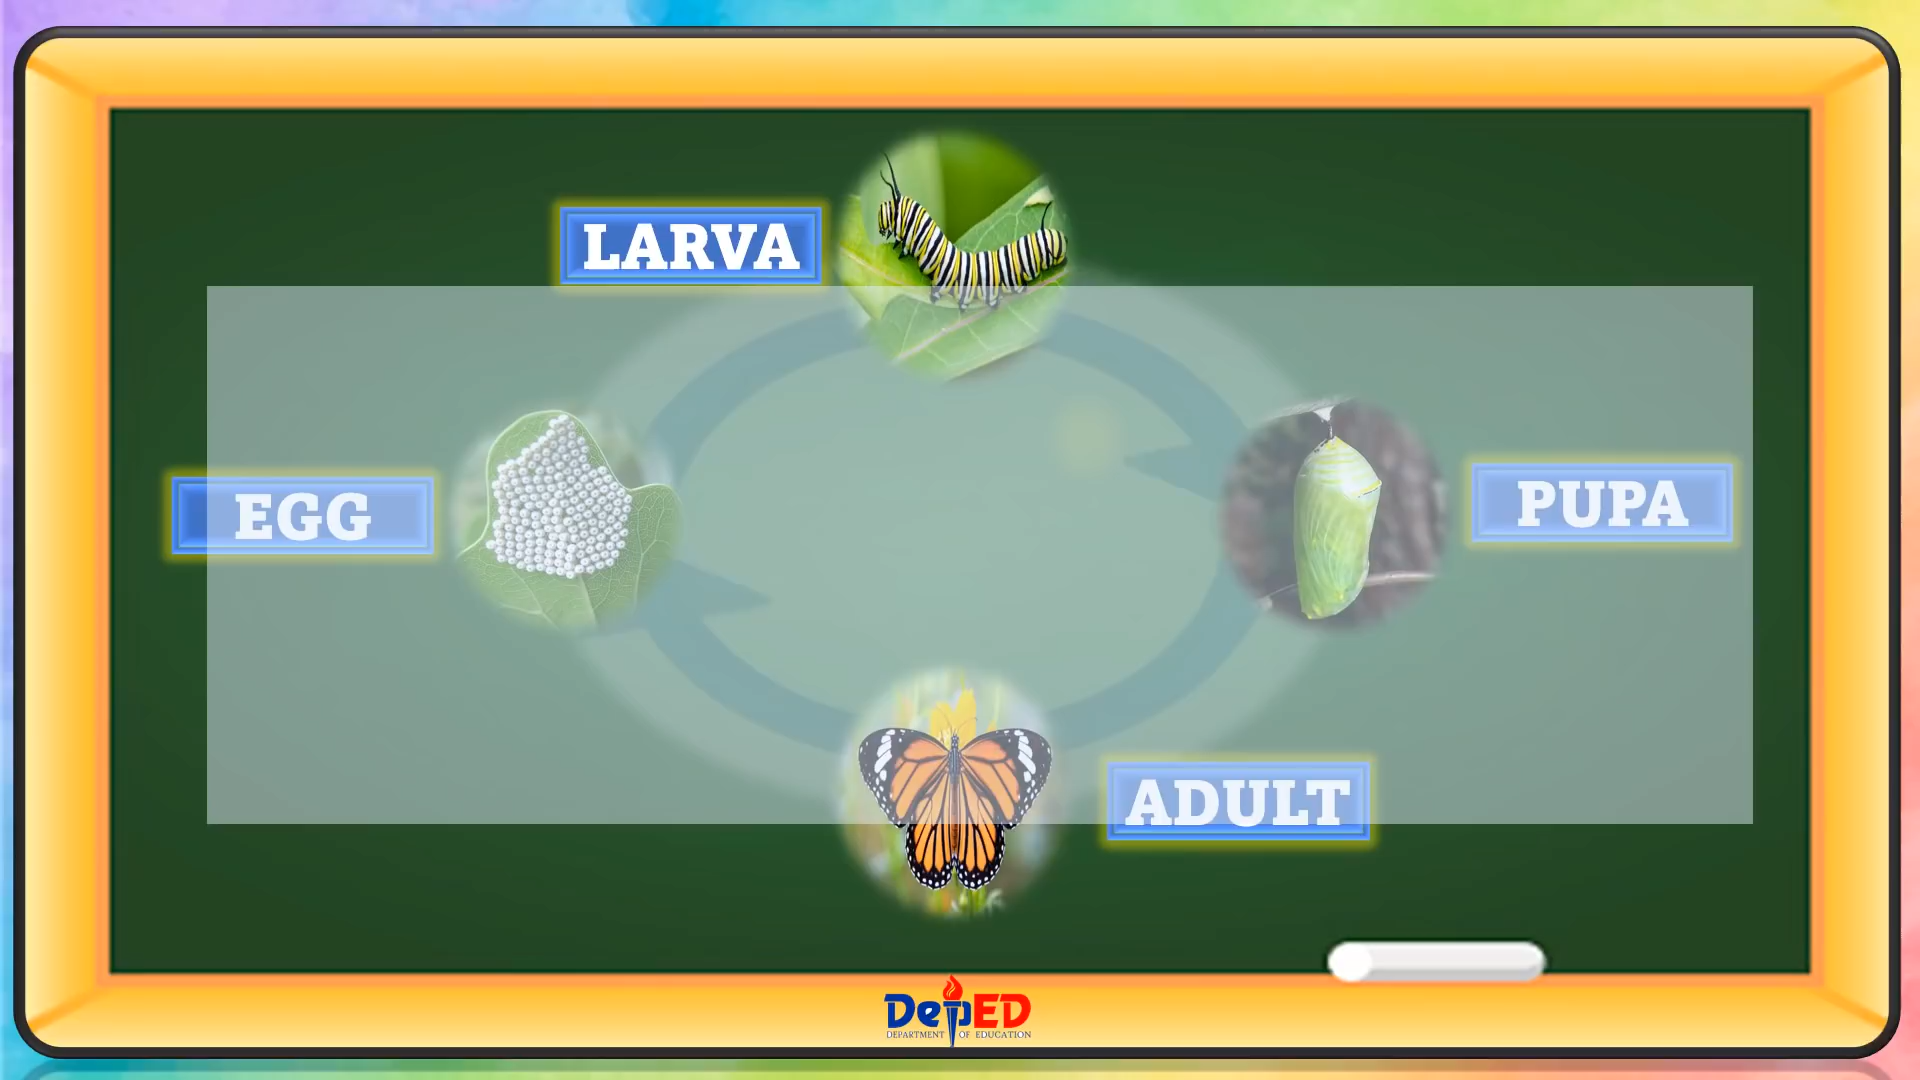 LARVA
EGG
PUPA
ADULT
DepED
DEPARTMENT OF EDUCATION